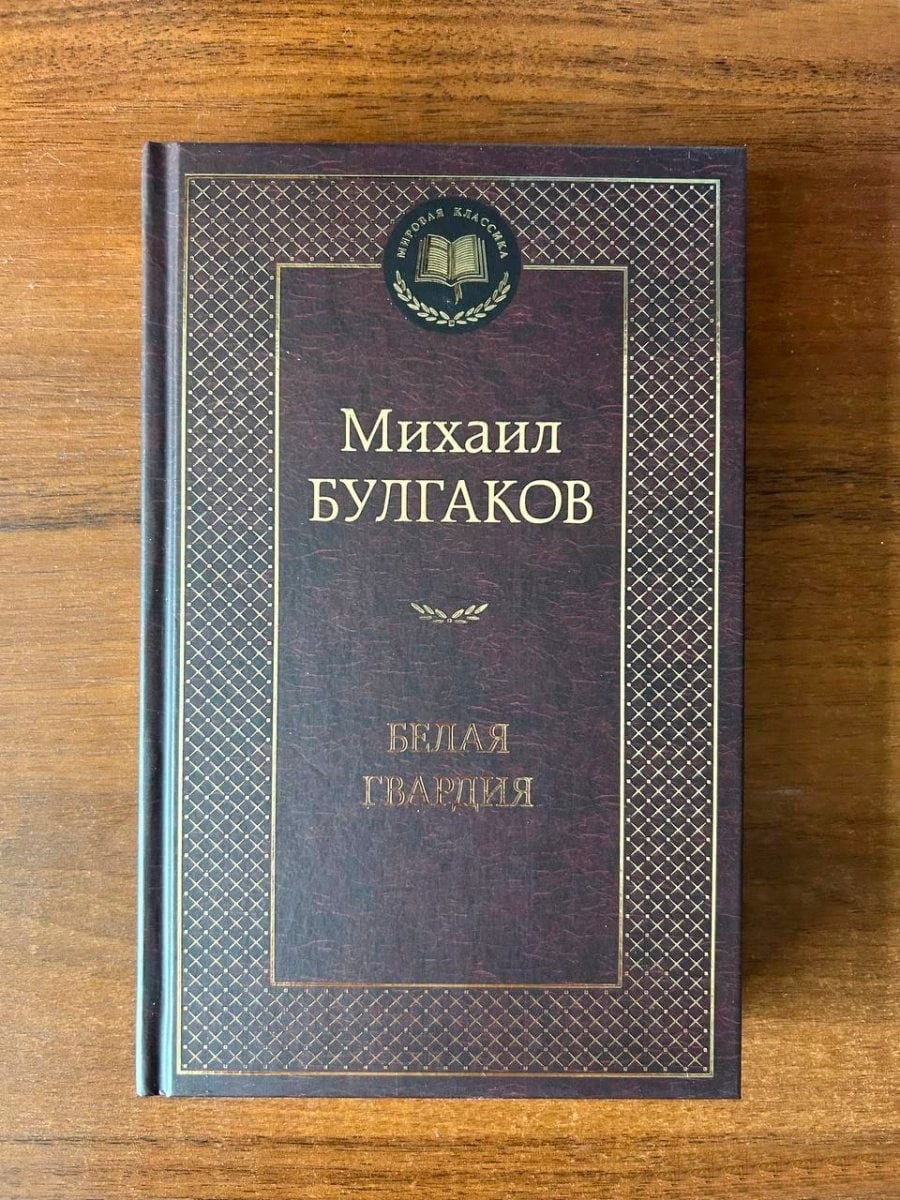 МИРОВАЯ КЛАССИКА
Михаил
БУЛГАКОВ
БЕЛАЯ
ГВАРДИЯ